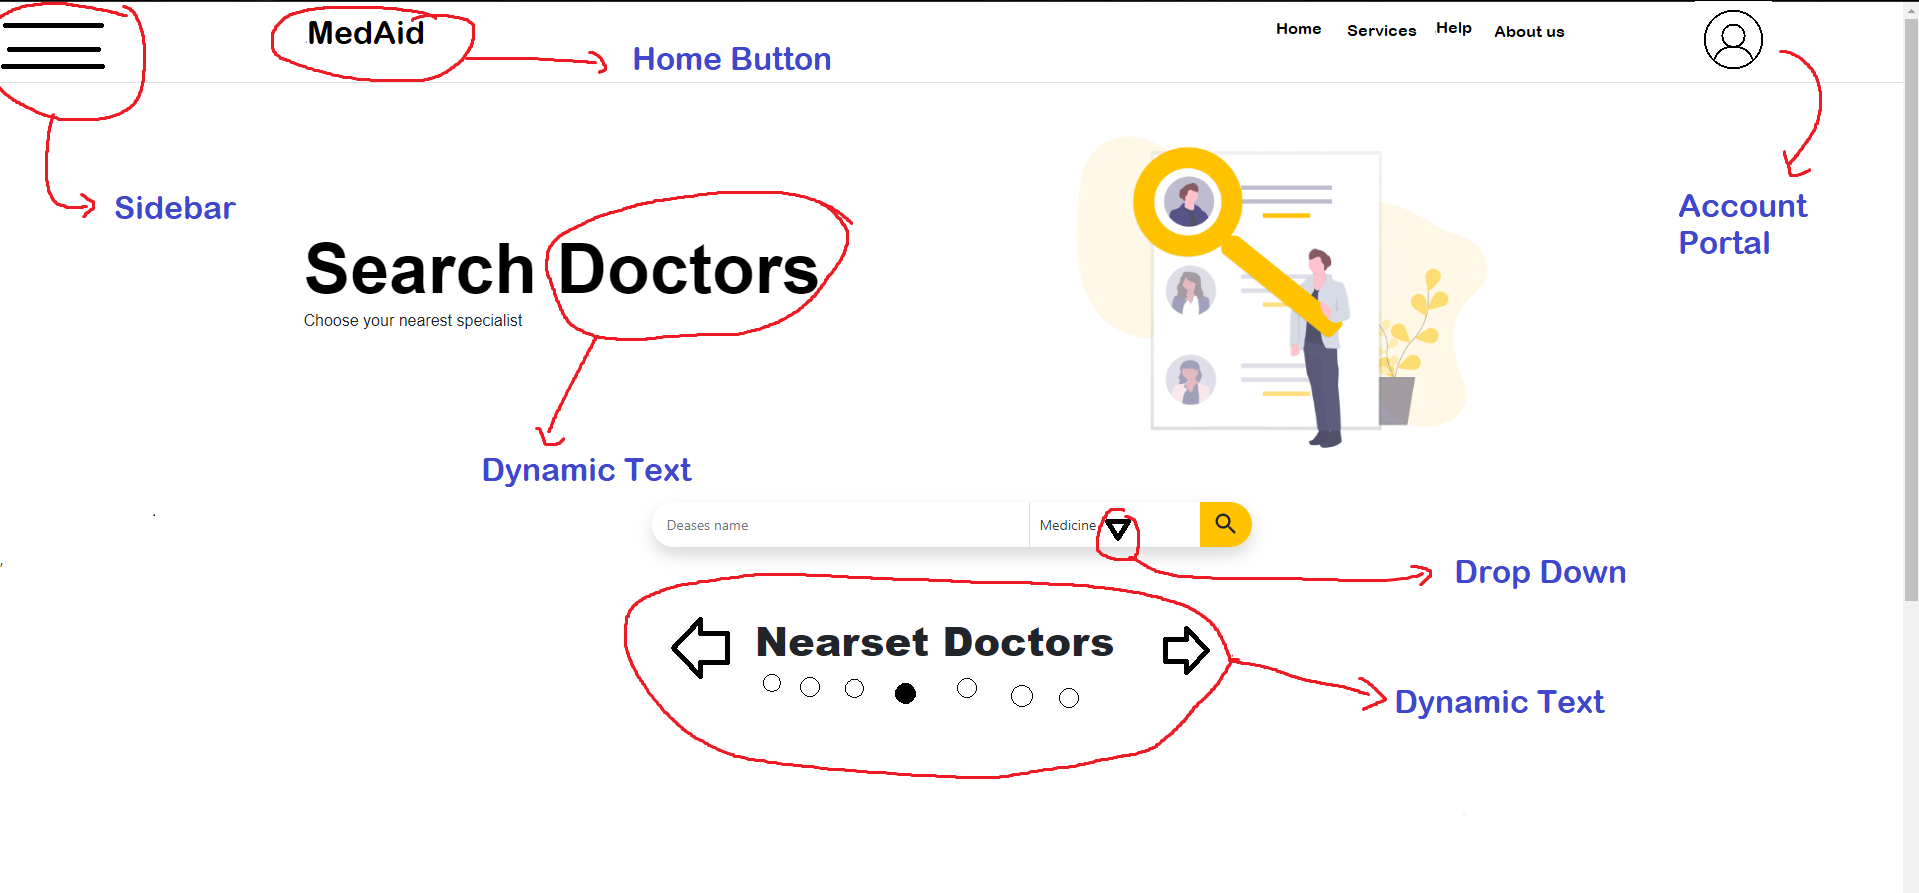 MedAid
Home Services Help About us
Home Button
Sidebar
Account
Portal
Search Doctors
Choose your nearest specialist
Dynamic Text
Deases name
Medicine
Drop Down
Nearset Doctors
Dynamic Text